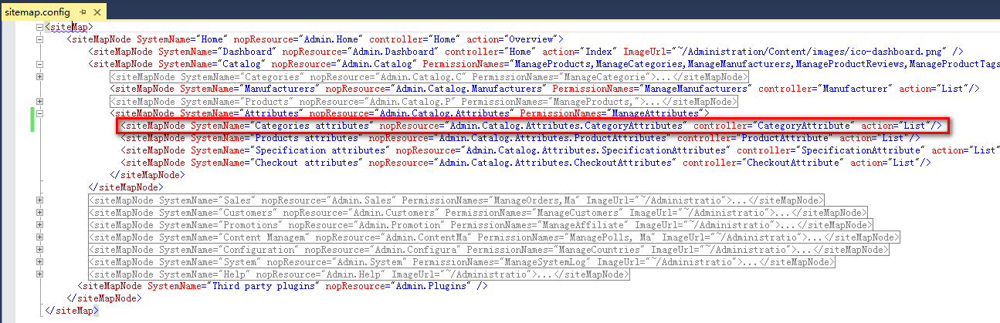 sitemap.config
<siteMap>
<siteMapNode SystemName="Home" nopResource="Admin.Home" controller="Home" action="Overview">
<siteMapNode SystemName="Dashboard" nopResource="Admin.Dashboard" controller="Home" action="Index" ImageUrl="~/Administration/Content/images/ico-dashboard.png" />
<siteMapNode SystemName="Catalog" nopResource="Admin.Catalog" PermissionNames="ManageProducts,ManageCategories,ManageManufacturers,ManageProductReviews,ManageProductTags
<siteMapNode SystemName="Categories" nopResource="Admin.Catalog.C" PermissionNames="ManageCategorie">...</siteMapNode>
<siteMapNode SystemName="Manufacturers" nopResource="Admin.Catalog.Manufacturers" PermissionNames="ManageManufacturers" controller="Manufacturer" action="List"/>
<siteMapNode SystemName="Products" nopResource="Admin.Catalog.P" PermissionNames="ManageProducts,">...</siteMapNode>
<siteMapNode SystemName="Attributes" nopResource="Admin.Catalog.Attributes" PermissionNames="ManageAttributes">
<siteMapNode SystemName="Categories attributes" nopResource="Admin.Catalog.Attributes.CategoryAttributes" controller="CategoryAttribute" action="List"/>
<siteMapNode SystemName="Products attributes" nopResource="Admin.Catalog.Attributes.ProductAttributes" controller="ProductAttribute" action="List"/>
<siteMapNode SystemName="Specification attributes" nopResource="Admin.Catalog.Attributes.SpecificationAttributes" controller="SpecificationAttribute" action="List"
<siteMapNode SystemName="Checkout attributes" nopResource="Admin.Catalog.Attributes.CheckoutAttributes" controller="CheckoutAttribute" action="List"/>
</siteMapNode>
</siteMapNode>
<siteMapNode SystemName="Sales" nopResource="Admin.Sales" PermissionNames="ManageOrders,Ma" ImageUrl="~/Administratio">...</siteMapNode>
<siteMapNode SystemName="Customers" nopResource="Admin.Customers" PermissionNames="ManageCustomers" ImageUrl="~/Administratio">...</siteMapNode>
<siteMapNode SystemName="Promotions" nopResource="Admin.Promotion" PermissionNames="ManageAffiliate" ImageUrl="~/Administratio">...</siteMapNode>
<siteMapNode SystemName="Content Managem" nopResource="Admin.ContentMa" PermissionNames="ManagePolls, Ma" ImageUrl="~/Administratio">...</siteMapNode>
<siteMapNode SystemName="Configuration" nopResource="Admin.Configura" PermissionNames="ManageCountries" ImageUrl="~/Administratio">...</siteMapNode>
<siteMapNode SystemName="System" nopResource="Admin.System" PermissionNames="ManageSystemLog" ImageUrl="~/Administratio">...</siteMapNode>
<siteMapNode SystemName="Help" nopResource="Admin.Help" ImageUrl="~/Administratio">...</siteMapNode>
<siteMapNode SystemName="Third party plugins" nopResource="Admin.Plugins" />
</siteMapNode>
</siteMap>